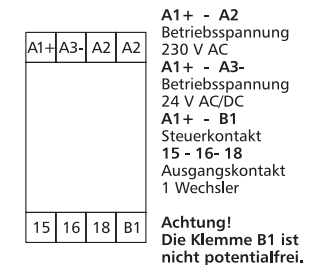 A1+ A3- A2 A2
15 16 18 B1
A1+ - A2
Betriebsspannung
230 V AC
A1+ - A3-
Betriebsspannung
24 V AC/DC
A1+ - B1
Steuerkontakt
15 - 16- 18
Ausgangskontakt
1 Wechsler
Achtung!
Die Klemme B1 ist
nicht potentialfrei.